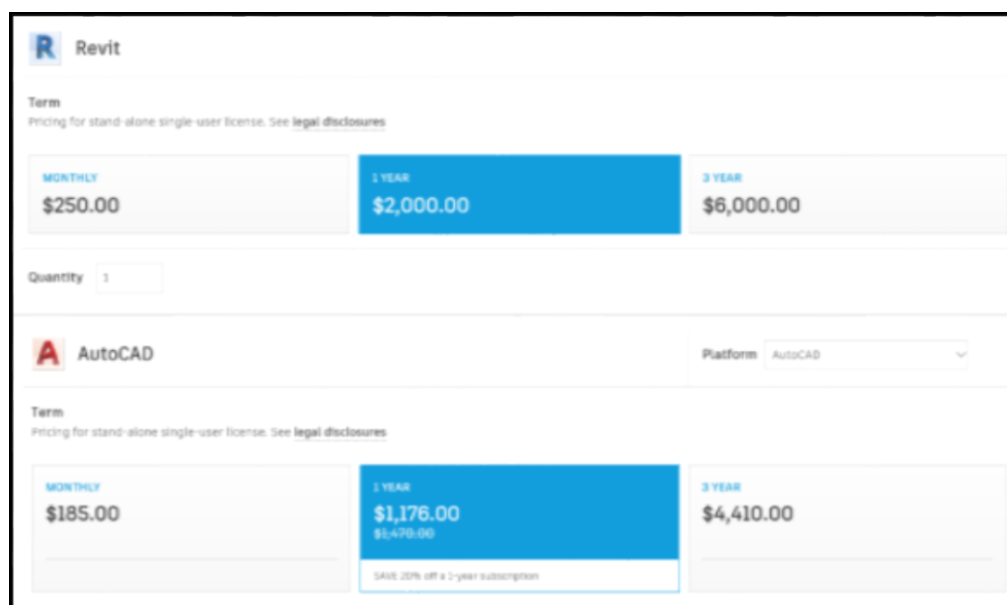 R Revit
Term
Pricing for stand-alone single-user license. See legal disclosures
MONTHLY
$250.00
1 YEAR
$2,000.00
3 YEAR
$6,000.00
Quantity 1
A AutoCAD
Platform AutoCAD
Term
Pricing for stand-alone single-user license. See legal disclosures
MONTHLY
$185.00
1 YEAR
$1,176.00
$1,470.00
SAVE 20% off a 1-year subscription
3 YEAR
$4,410.00